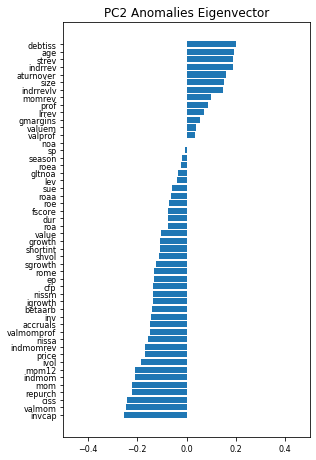 PC2 Anomalies Eigenvector
debtiss
age
strev
indrrev
aturnover
size
indrrevlv
momrev
prof
lrrev
gmargins
valuem
valprof
noa
sp
season
roea
gltnoa
lev
sue
roaa
roe
fscore
dur
roa
value
growth
shortint
shvol
sgrowth
rome
ep
cfp
nissm
igrowth
betaarb
inv
accruals
valmomprof
nissa
indmomrev
price
ivol
mom12
indmom
mom
repurch
ciss
valmom
invcap
−0.4 −0.2 0.0 0.2 0.4